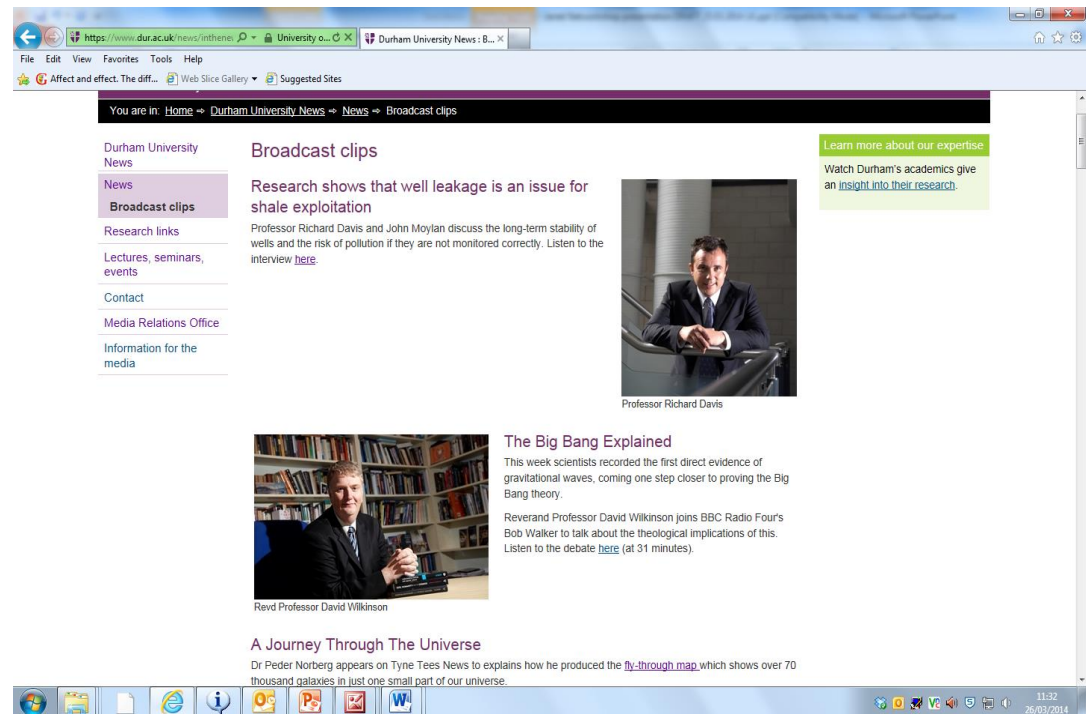 https://www.dur.ac.uk/news/inthene
University o...
Durham University News : B...
File Edit View Favorites Tools Help
Affect and effect. The diff...
Web Slice Gallery
Suggested Sites
You are in: Home ⇨ Durham University News ⇨ News ⇨ Broadcast clips
Durham University
News
News
Broadcast clips
Research links
Lectures, seminars,
events
Contact
Media Relations Office
Information for the
media
Broadcast clips
Research shows that well leakage is an issue for
shale exploitation
Professor Richard Davis and John Moylan discuss the long-term stability of
wells and the risk of pollution if they are not monitored correctly. Listen to the
interview here.
Professor Richard Davis
Learn more about our expertise
Watch Durham's academics give
an insight into their research.
Revd Professor David Wilkinson
The Big Bang Explained
This week scientists recorded the first direct evidence of
gravitational waves, coming one step closer to proving the Big
Bang theory.
Reverand Professor David Wilkinson joins BBC Radio Four's
Bob Walker to talk about the theological implications of this.
Listen to the debate here (at 31 minutes).
A Journey Through The Universe
Dr Peder Norberg appears on Tyne Tees News to explains how he produced the fly-through map which shows over 70
thousand galaxies in just one small part of our universe.
11:32
26/03/2014